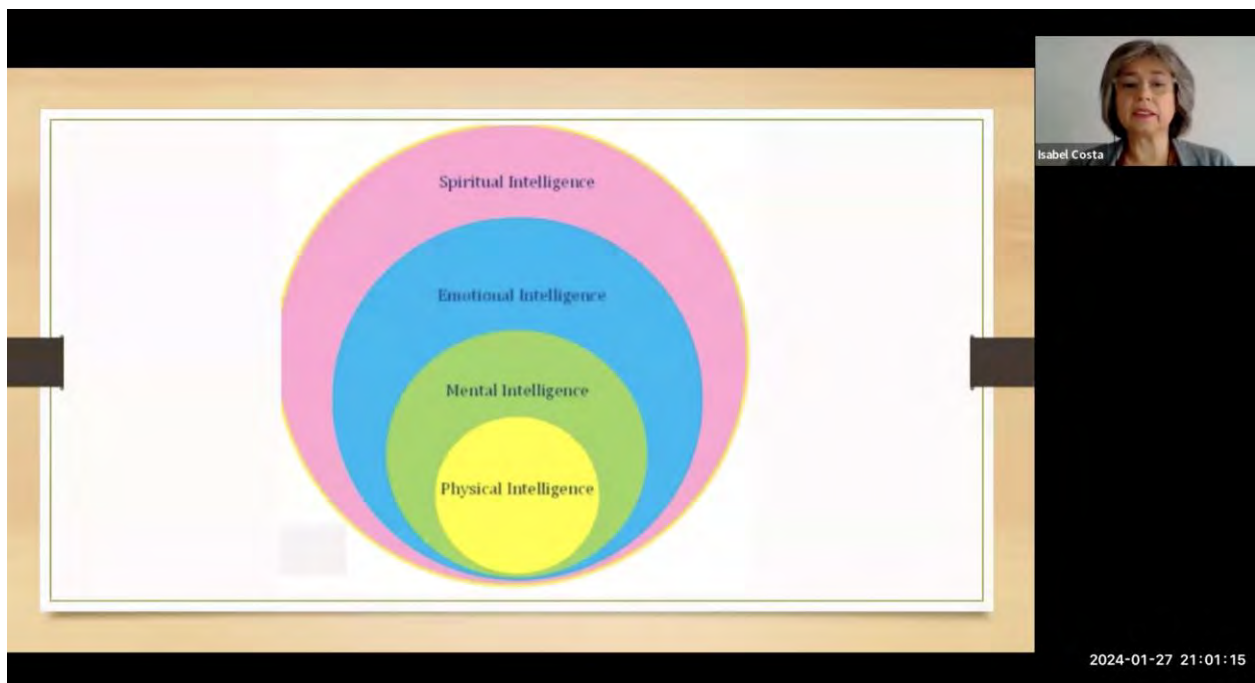 Isabel Costa
Spiritual Intelligence
Emotional Intelligence
Mental Intelligence
Physical Intelligence
2024-01-27 21:01:15